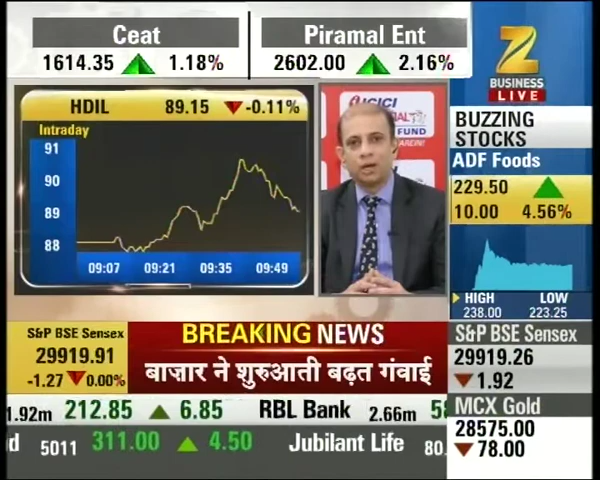 Ceat
1614.35 1.18%
Piramal Ent
2602.00 2.16%
Z
BUSINESS
LIVE
HDIL 89.15 -0.11%
Intraday
91
90
89
88
09:07 09:21 09:35 09:49
ICICI
FUND
BUZZING
STOCKS
ADF Foods
229.50
10.00 4.56%
HIGH LOW
238.00 223.25
S&P BSE Sensex
29919.91
-1.27 0.00%
BREAKING NEWS
बाज़ार ने शुरुआती बढ़त गंवाई
S&P BSE Sensex
29919.26
1.92
MCX Gold
28575.00
78.00
1.92m 212.85 6.85 RBL Bank 2.66m
5011 311.00 4.50 Jubilant Life 80.